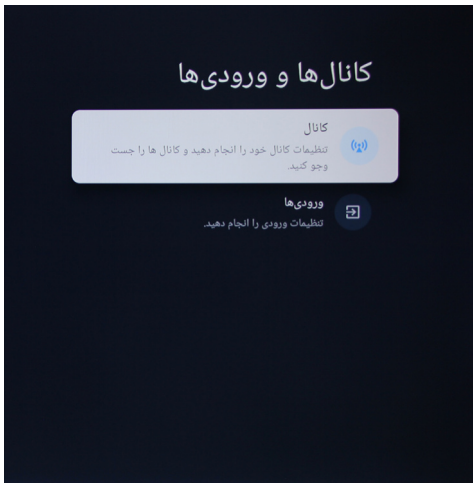 کانال‌ها و ورودی‌ها
کانال
تنظیمات کانال خود را انجام دهید و کانال ها را جست
وجو کنید.
ورودی‌ها
تنظیمات ورودی را انجام دهید.